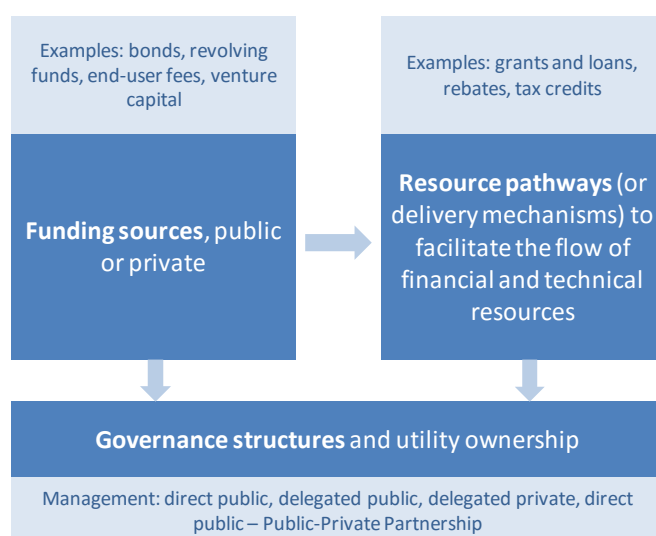 Examples: bonds, revolving
funds, end-user fees, venture
capital
Examples: grants and loans,
rebates, tax credits
Funding sources, public
or private
Resource pathways (or
delivery mechanisms) to
facilitate the flow of
financial and technical
resources
Governance structures and utility ownership
Management: direct public, delegated public, delegated private, direct
public – Public-Private Partnership